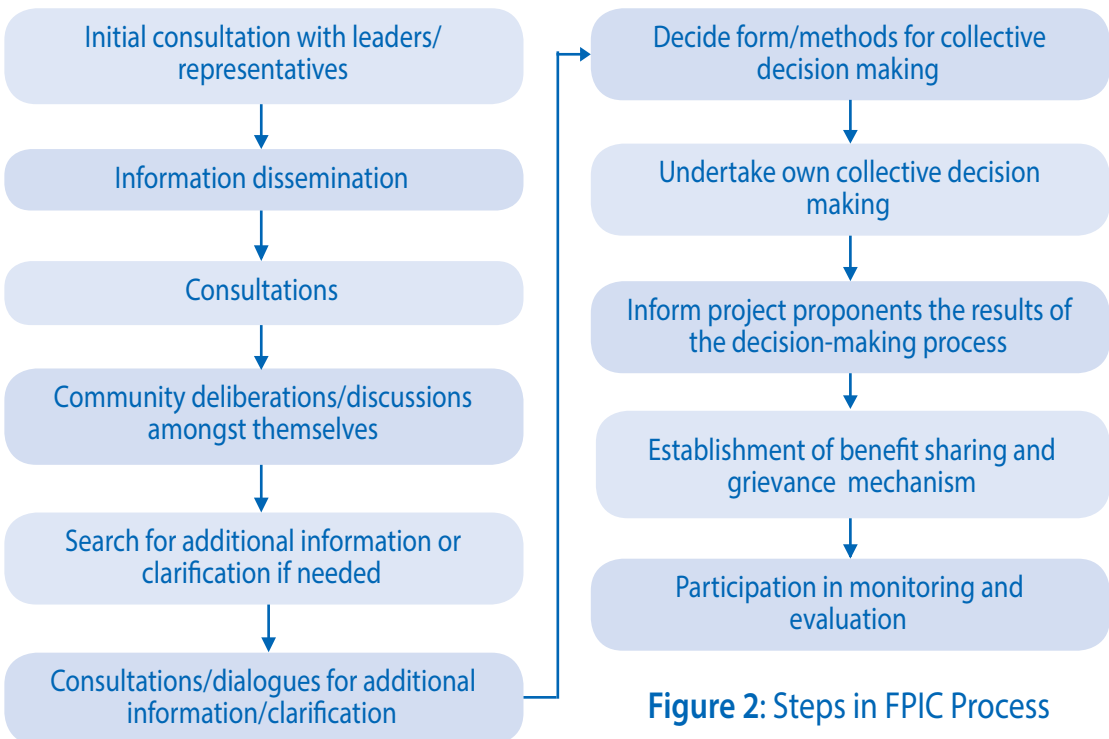 Initial consultation with leaders/
representatives
Information dissemination
Consultations
Community deliberations/discussions
amongst themselves
Search for additional information or
clarification if needed
Consultations/dialogues for additional
information/clarification
Decide form/methods for collective
decision making
Undertake own collective decision
making
Inform project proponents the results of
the decision-making process
Establishment of benefit sharing and
grievance mechanism
Participation in monitoring and
evaluation
Figure 2: Steps in FPIC Process